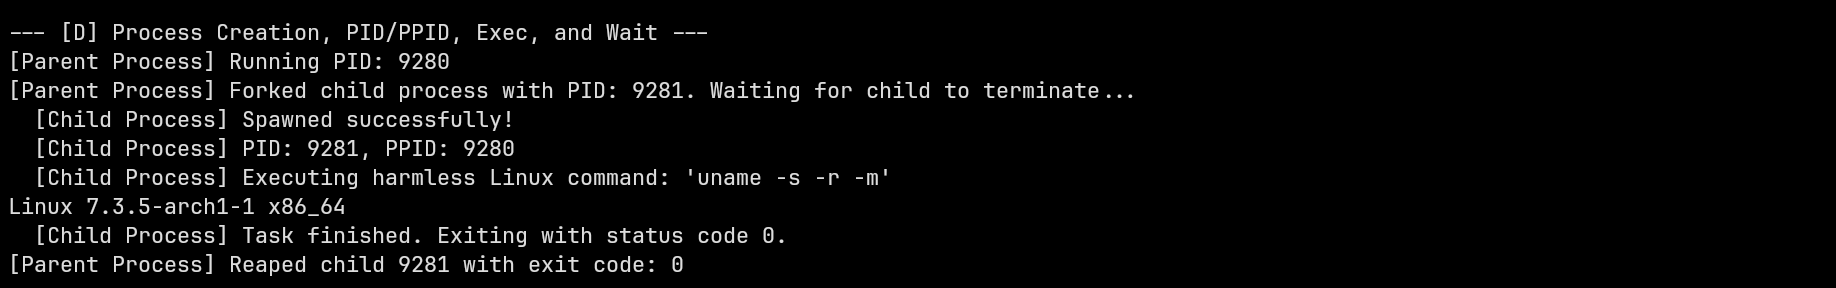 --- [D] Process Creation, PID/PPID, Exec, and Wait ---
[Parent Process] Running PID: 9280
[Parent Process] Forked child process with PID: 9281. Waiting for child to terminate...
  [Child Process] Spawned successfully!
  [Child Process] PID: 9281, PPID: 9280
  [Child Process] Executing harmless Linux command: 'uname -s -r -m'
Linux 7.3.5-arch1-1 x86_64
  [Child Process] Task finished. Exiting with status code 0.
[Parent Process] Reaped child 9281 with exit code: 0